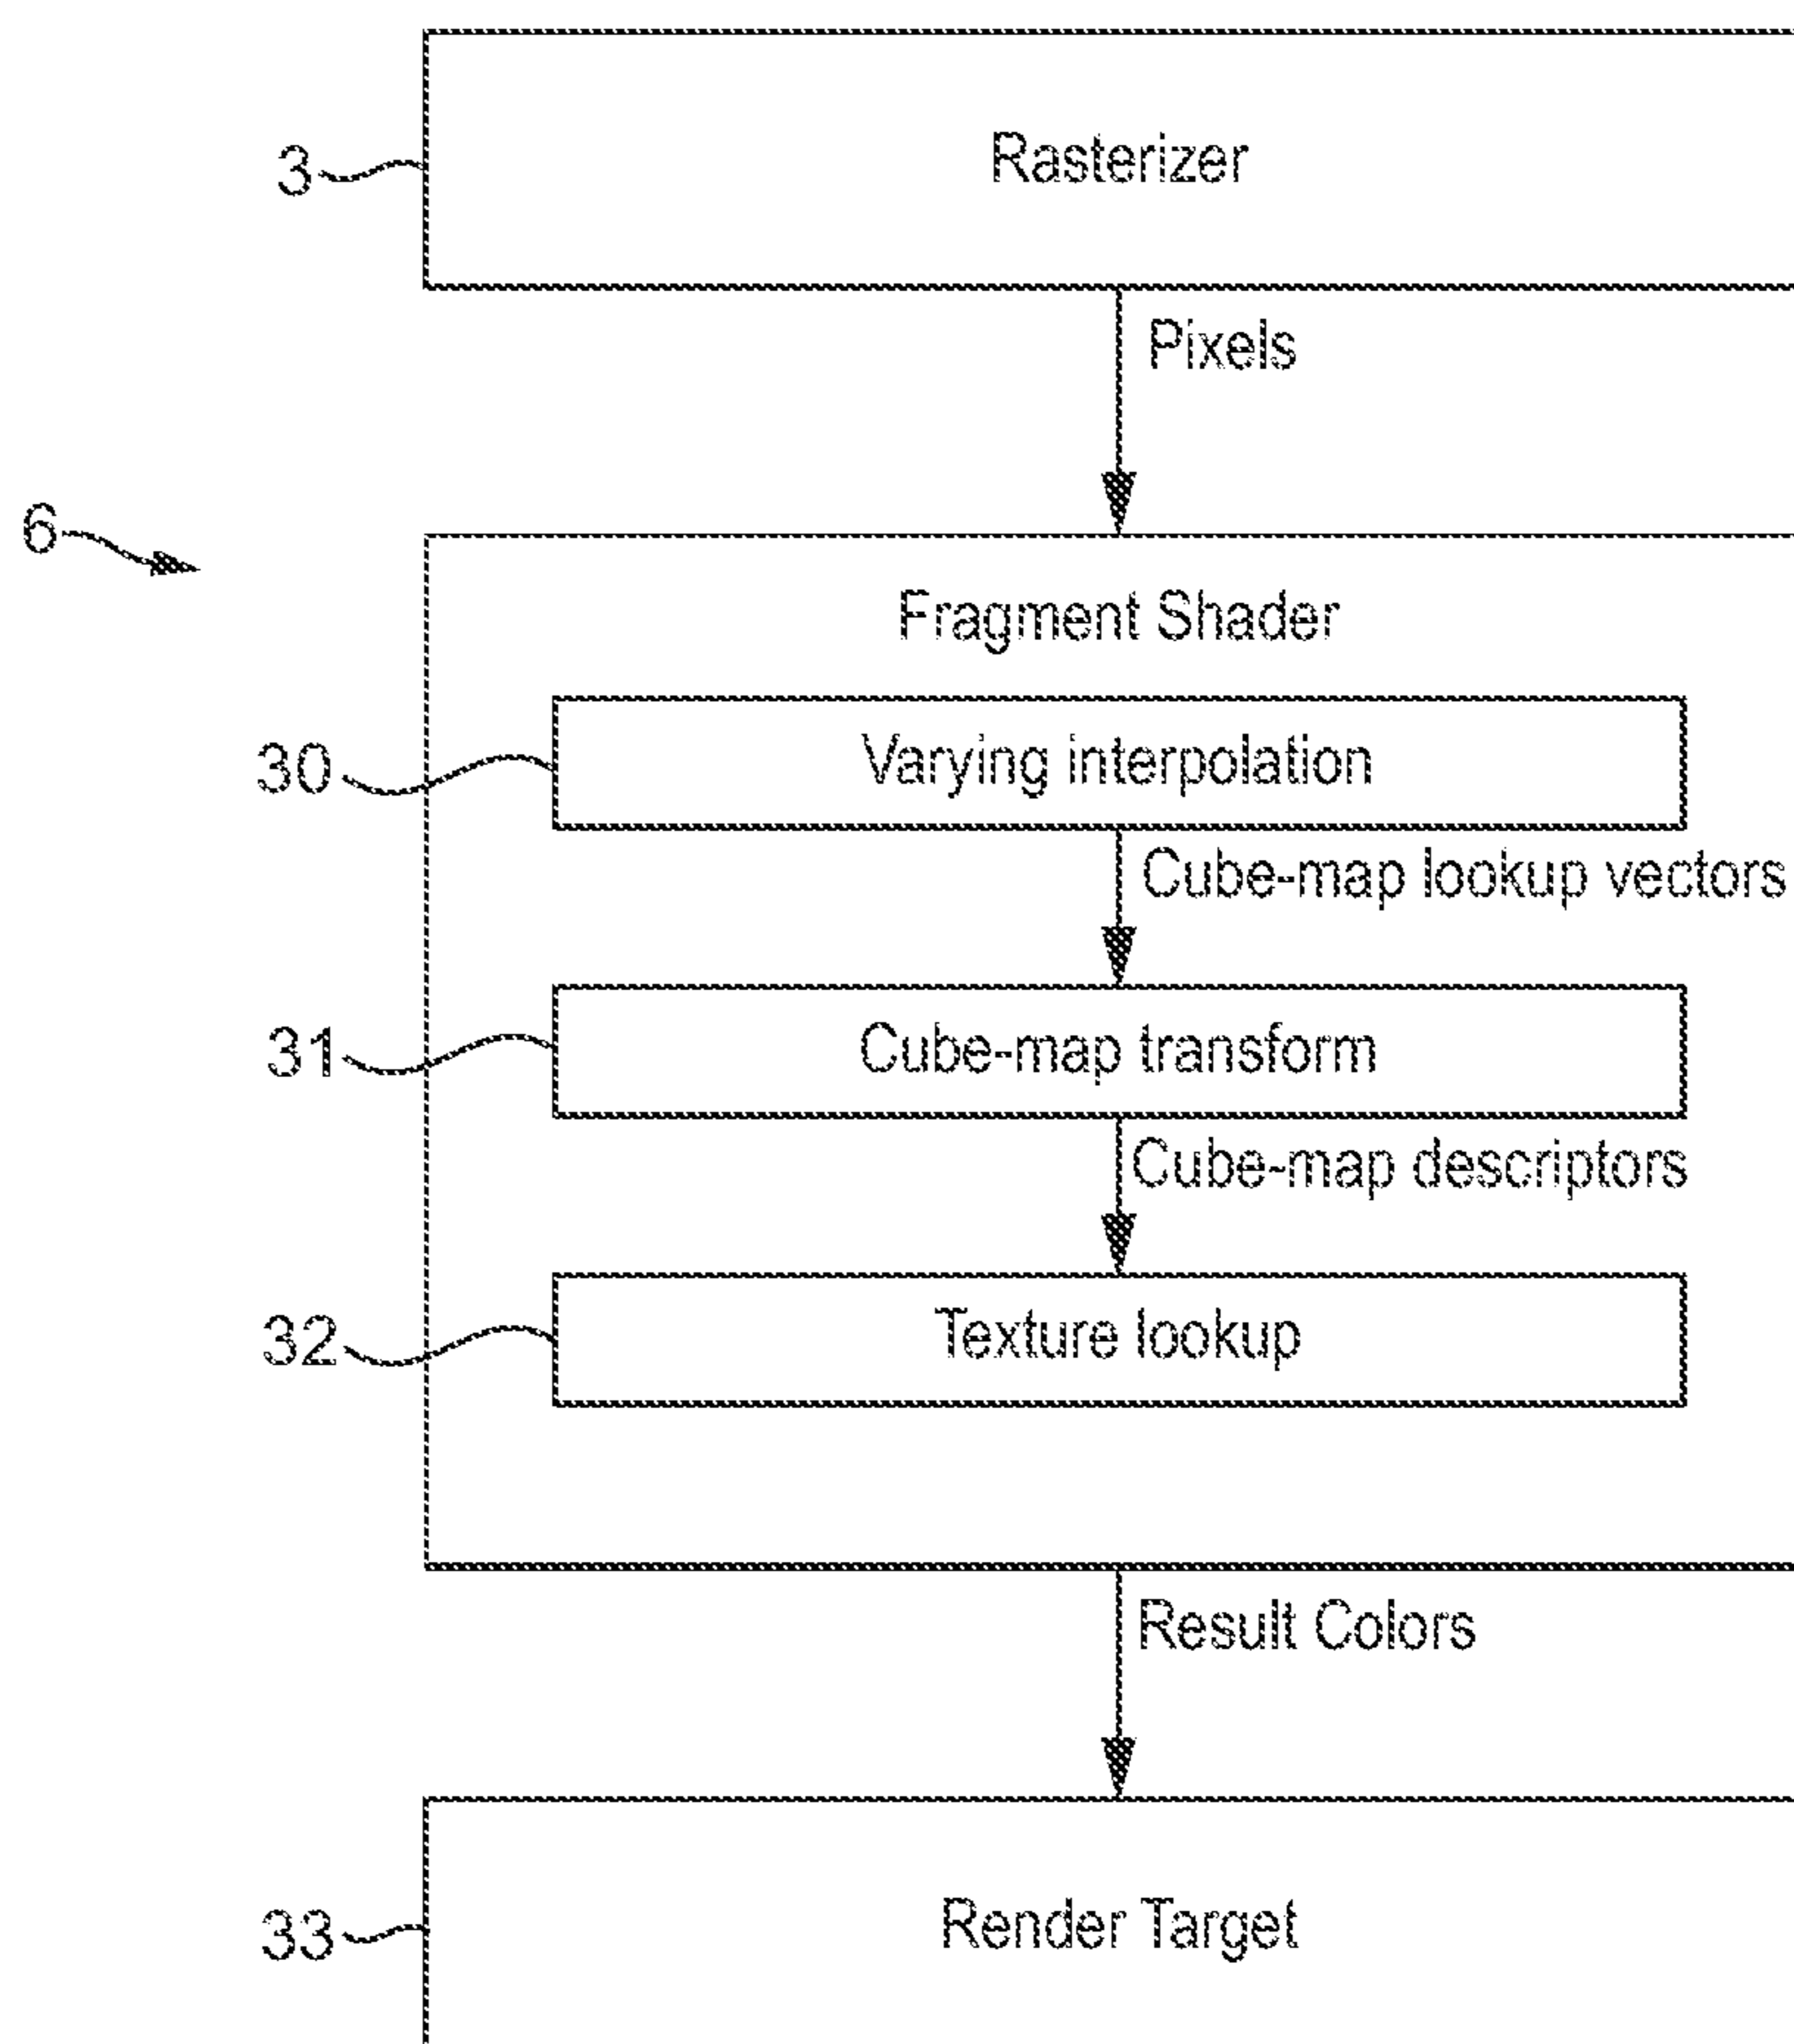 3
Rasterizer
Pixels
6
Fragment Shader
30
Varying interpolation
Cube-map lookup vectors
31
Cube-map transform
Cube-map descriptors
32
Texture lookup
Result Colors
33
Render Target